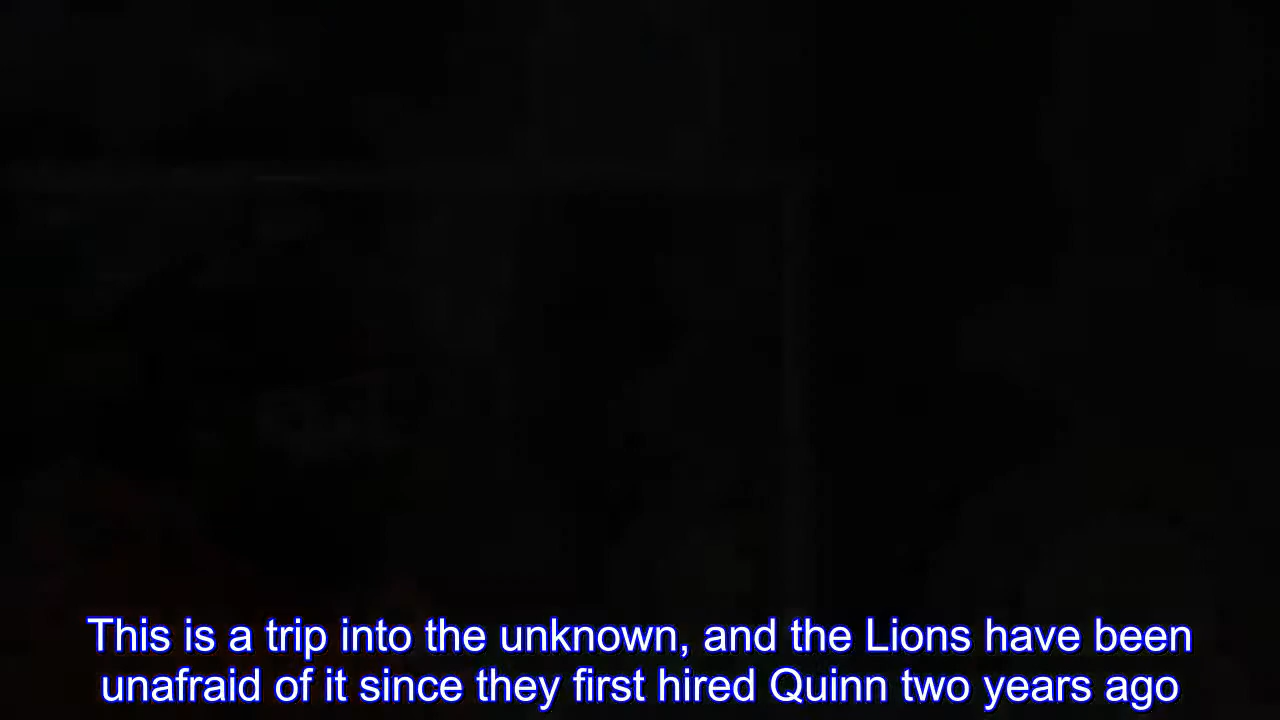 This is a trip into the unknown, and the Lions have been
unafraid of it since they first hired Quinn two years ago